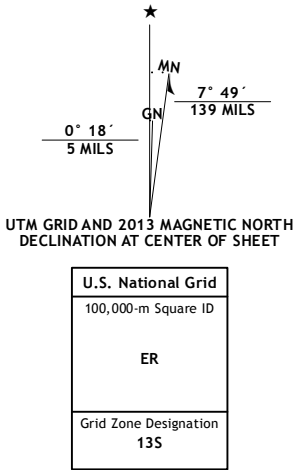 ★
MN
7° 49´
139 MILS
GN
0° 18´
5 MILS
UTM GRID AND 2013 MAGNETIC NORTH
DECLINATION AT CENTER OF SHEET
U.S. National Grid
100,000-m Square ID
ER
Grid Zone Designation
13S